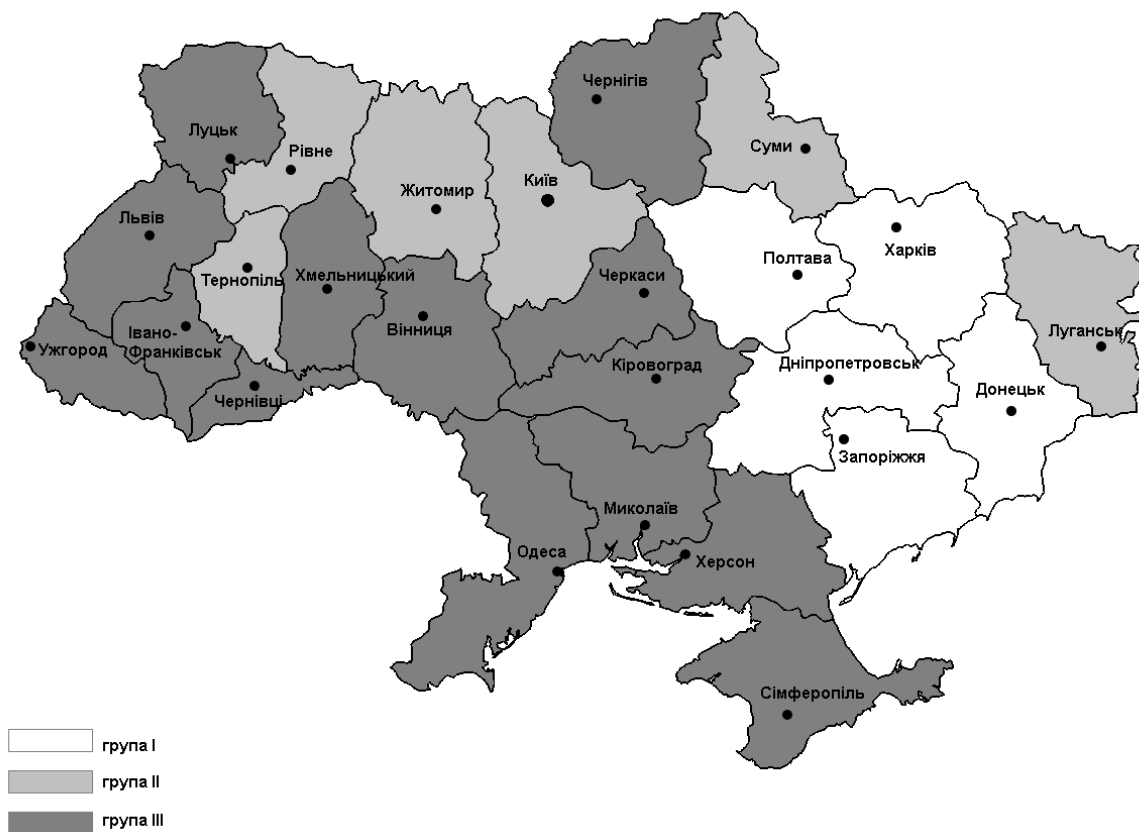 Чернігів
Луцьк
Рівне
Суми
Житомир
Київ
Львів
Харків
Тернопіль
Хмельницький
Черкаси
Полтава
Вінниця
Івано-
Франківськ
Ужгород
Луганськ
Кіровоград
Дніпропетровськ
Донецьк
Чернівці
Запоріжжя
Миколаїв
Одеса
Херсон
Сімферопіль
група I
група II
група III